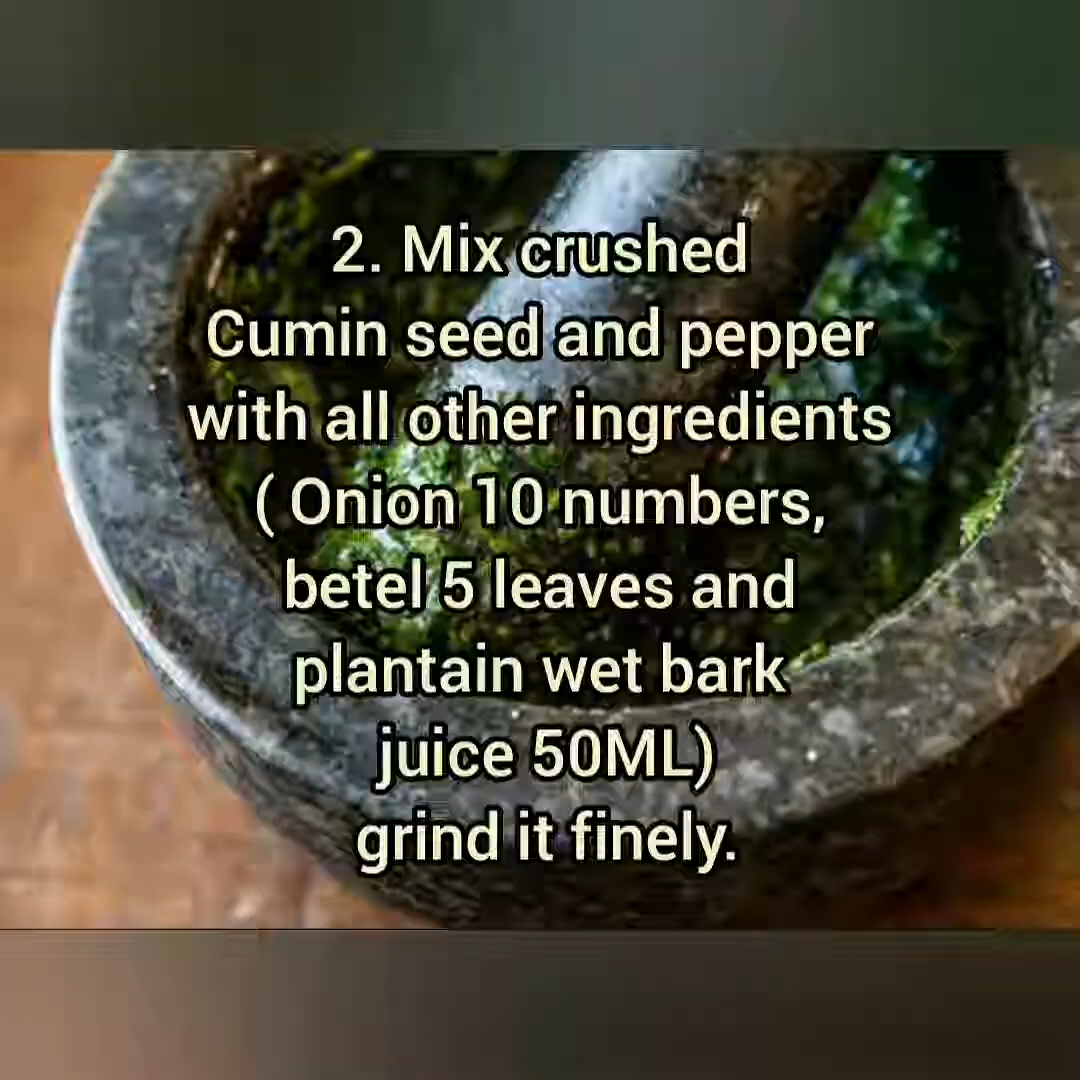 2. Mix crushed
Cumin seed and pepper
with all other ingredients
( Onion 10 numbers,
betel 5 leaves and
plantain wet bark
juice 50ML)
grind it finely.